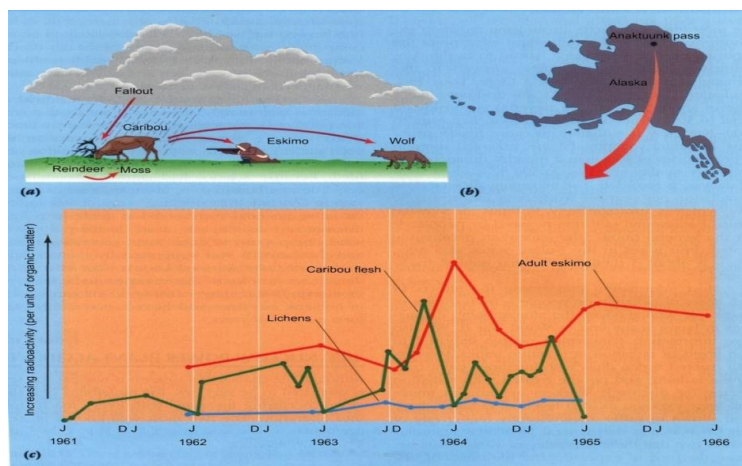 Fallout
Caribou
Eskimo
Wolf
Reindeer Moss
(a)
Anaktuunk pass
Alaska
(b)
Increasing radioactivity (per unit of organic matter)
Caribou flesh
Adult eskimo
Lichens
J D J J D J J J D J D J J D J J D J J
1961 1962 1963 1964 1965 1966
(c)